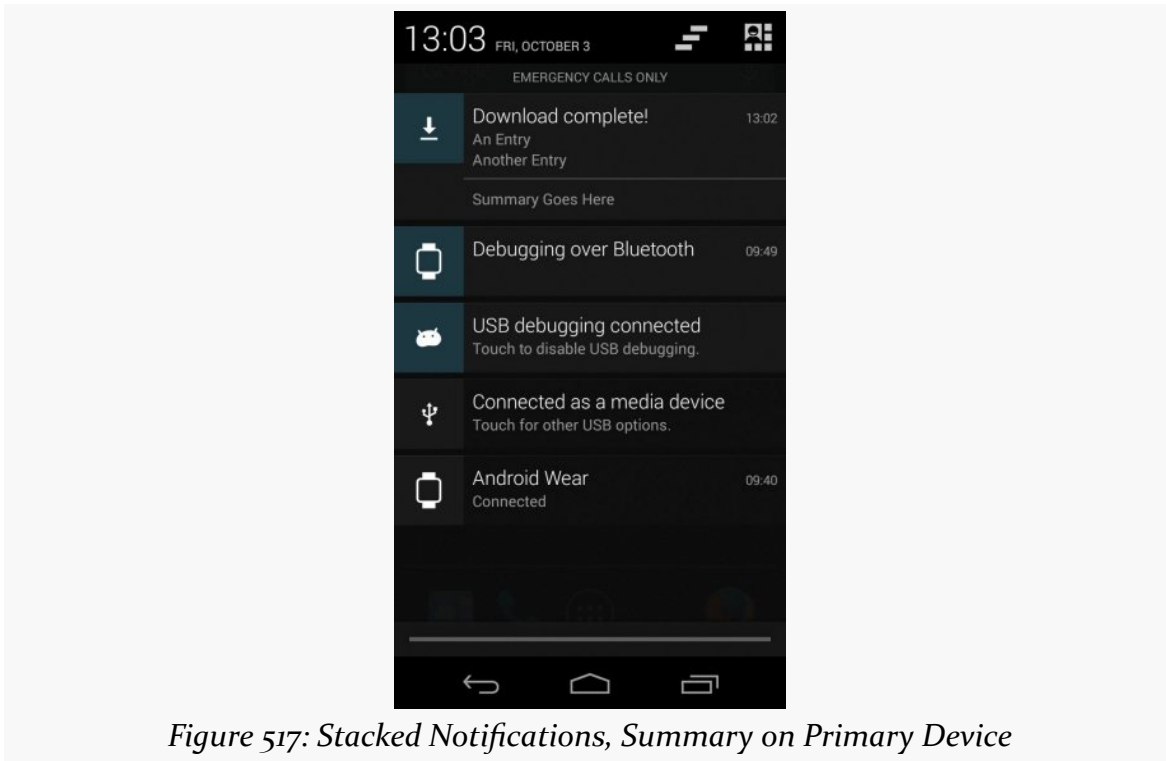 13:03 FRI, OCTOBER 3
EMERGENCY CALLS ONLY
Download complete! 13:02
An Entry
Another Entry
Summary Goes Here
Debugging over Bluetooth 09:49
USB debugging connected
Touch to disable USB debugging.
Connected as a media device
Touch for other USB options.
Android Wear 09:40
Connected
Figure 517: Stacked Notifications, Summary on Primary Device